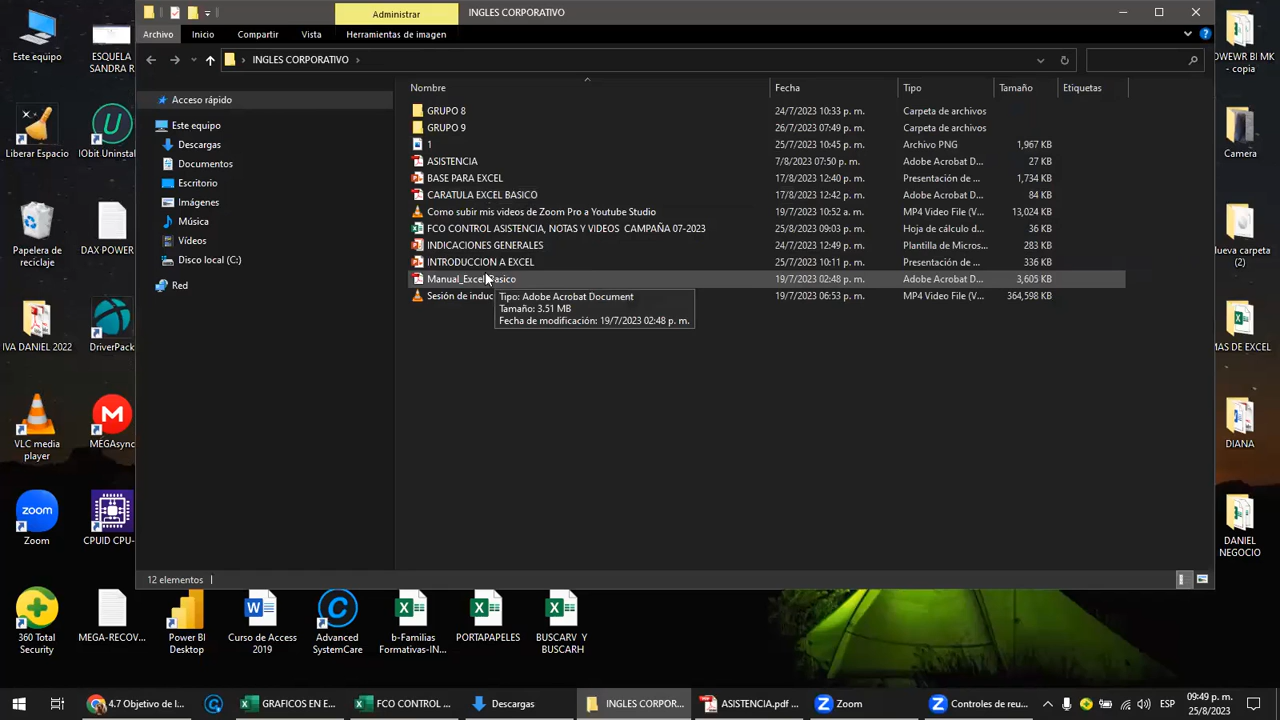 Administrar
INGLES CORPORATIVO
Archivo
Inicio
Compartir
Vista
Herramientas de imagen
INGLES CORPORATIVO
Nombre
Fecha
Tipo
Tamaño
Etiquetas
Acceso rápido
Este equipo
Descargas
Documentos
Escritorio
Imágenes
Música
Vídeos
Disco local (C:)
Red
GRUPO 8 24/7/2023 10:33 p. m. Carpeta de archivos
GRUPO 9 26/7/2023 07:49 p. m. Carpeta de archivos
1 25/7/2023 10:45 p. m. Archivo PNG 1,967 KB
ASISTENCIA 7/8/2023 07:50 p. m. Adobe Acrobat D... 27 KB
BASE PARA EXCEL 17/8/2023 12:40 p. m. Presentación de ... 1,734 KB
CARATULA EXCEL BASICO 17/8/2023 12:42 p. m. Adobe Acrobat D... 84 KB
Como subir mis videos de Zoom Pro a Youtube Studio 19/7/2023 10:52 a. m. MP4 Video File (V... 13,024 KB
FCO CONTROL ASISTENCIA, NOTAS Y VIDEOS CAMPAÑA 07-2023 25/8/2023 09:03 p. m. Hoja de cálculo d... 36 KB
INDICACIONES GENERALES 24/7/2023 12:49 p. m. Plantilla de Micros... 283 KB
INTRODUCCION A EXCEL 25/7/2023 10:11 p. m. Presentación de ... 336 KB
Manual_ExcelBasico 19/7/2023 02:48 p. m. Adobe Acrobat D... 3,605 KB
Sesión de induc 19/7/2023 06:53 p. m. MP4 Video File (V... 364,598 KB
Tipo: Adobe Acrobat Document
Tamaño: 3.51 MB
Fecha de modificación: 19/7/2023 02:48 p. m.
12 elementos
Este equipo
ESCUELA
SANDRA R
Liberar Espacio
IObit Uninstal
Papelera de
reciclaje
DAX POWER
IVA DANIEL 2022
DriverPack
VLC media
player
MEGAsync
zoom
Zoom
CPUID CPU-
360 Total
Security
MEGA-RECOV...
Power BI
Desktop
Curso de Access
2019
Advanced
SystemCare
b-Familias
Formativas-IN...
PORTAPAPELES
BUSCARV Y
BUSCARH
POWEWR BI MK
- copia
Camera
Nueva carpeta
(2)
MAS DE EXCEL
DIANA
DANIEL
NEGOCIO
4.7 Objetivo de l...
GRAFICOS EN E...
FCO CONTROL ...
Descargas
INGLES CORPOR...
ASISTENCIA.pdf ...
Zoom
Controles de reu...
ESP
09:49 p. m.
25/8/2023